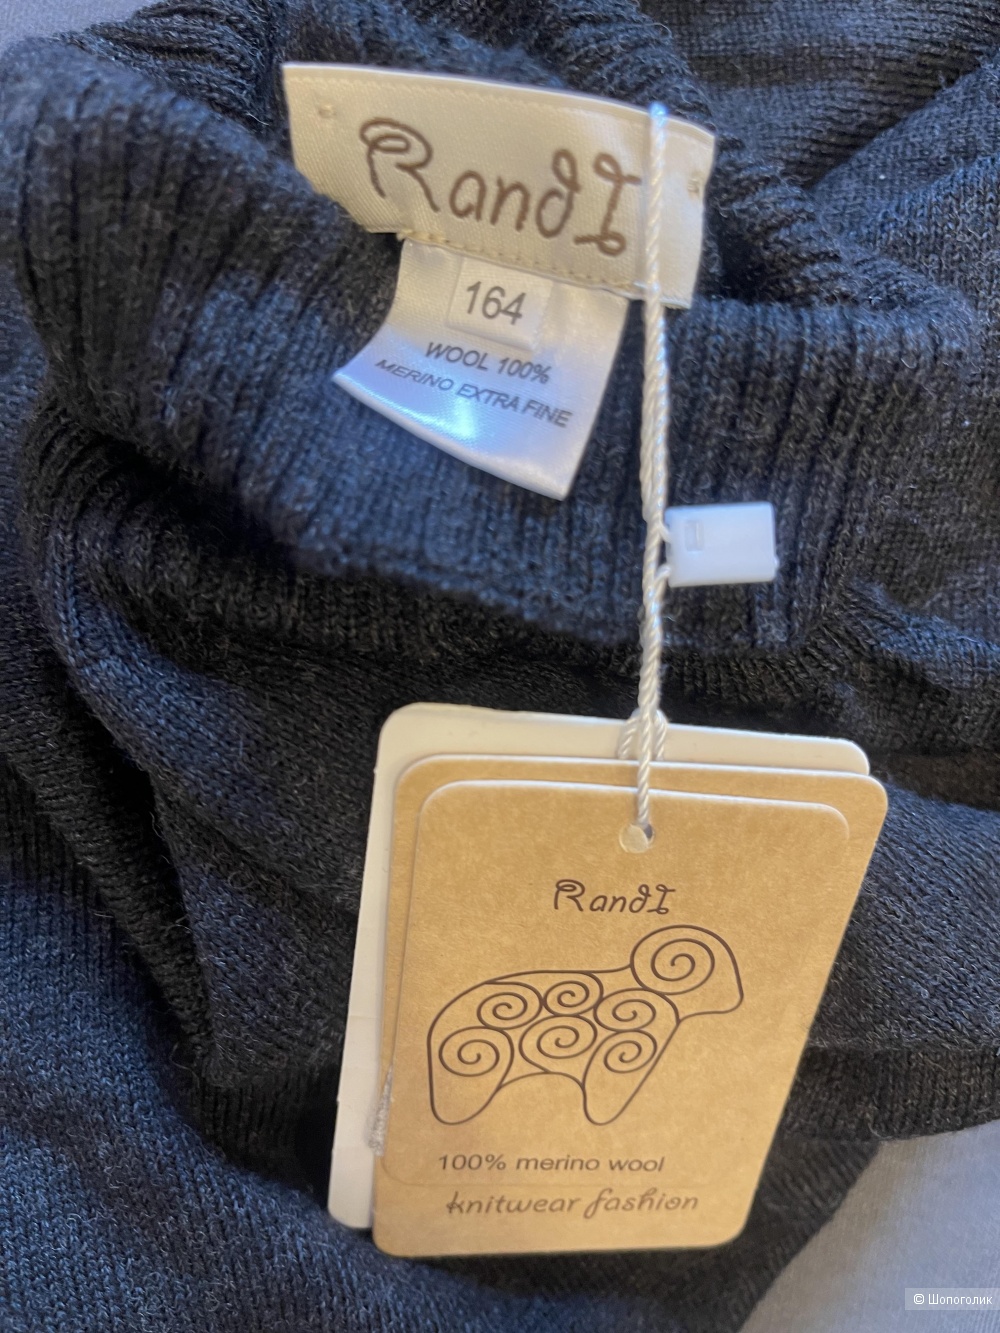 RandI
164
WOOL 100%
MERINO EXTRA FINE
RandI
100% merino wool
knitwear fashion
© Шопоголик